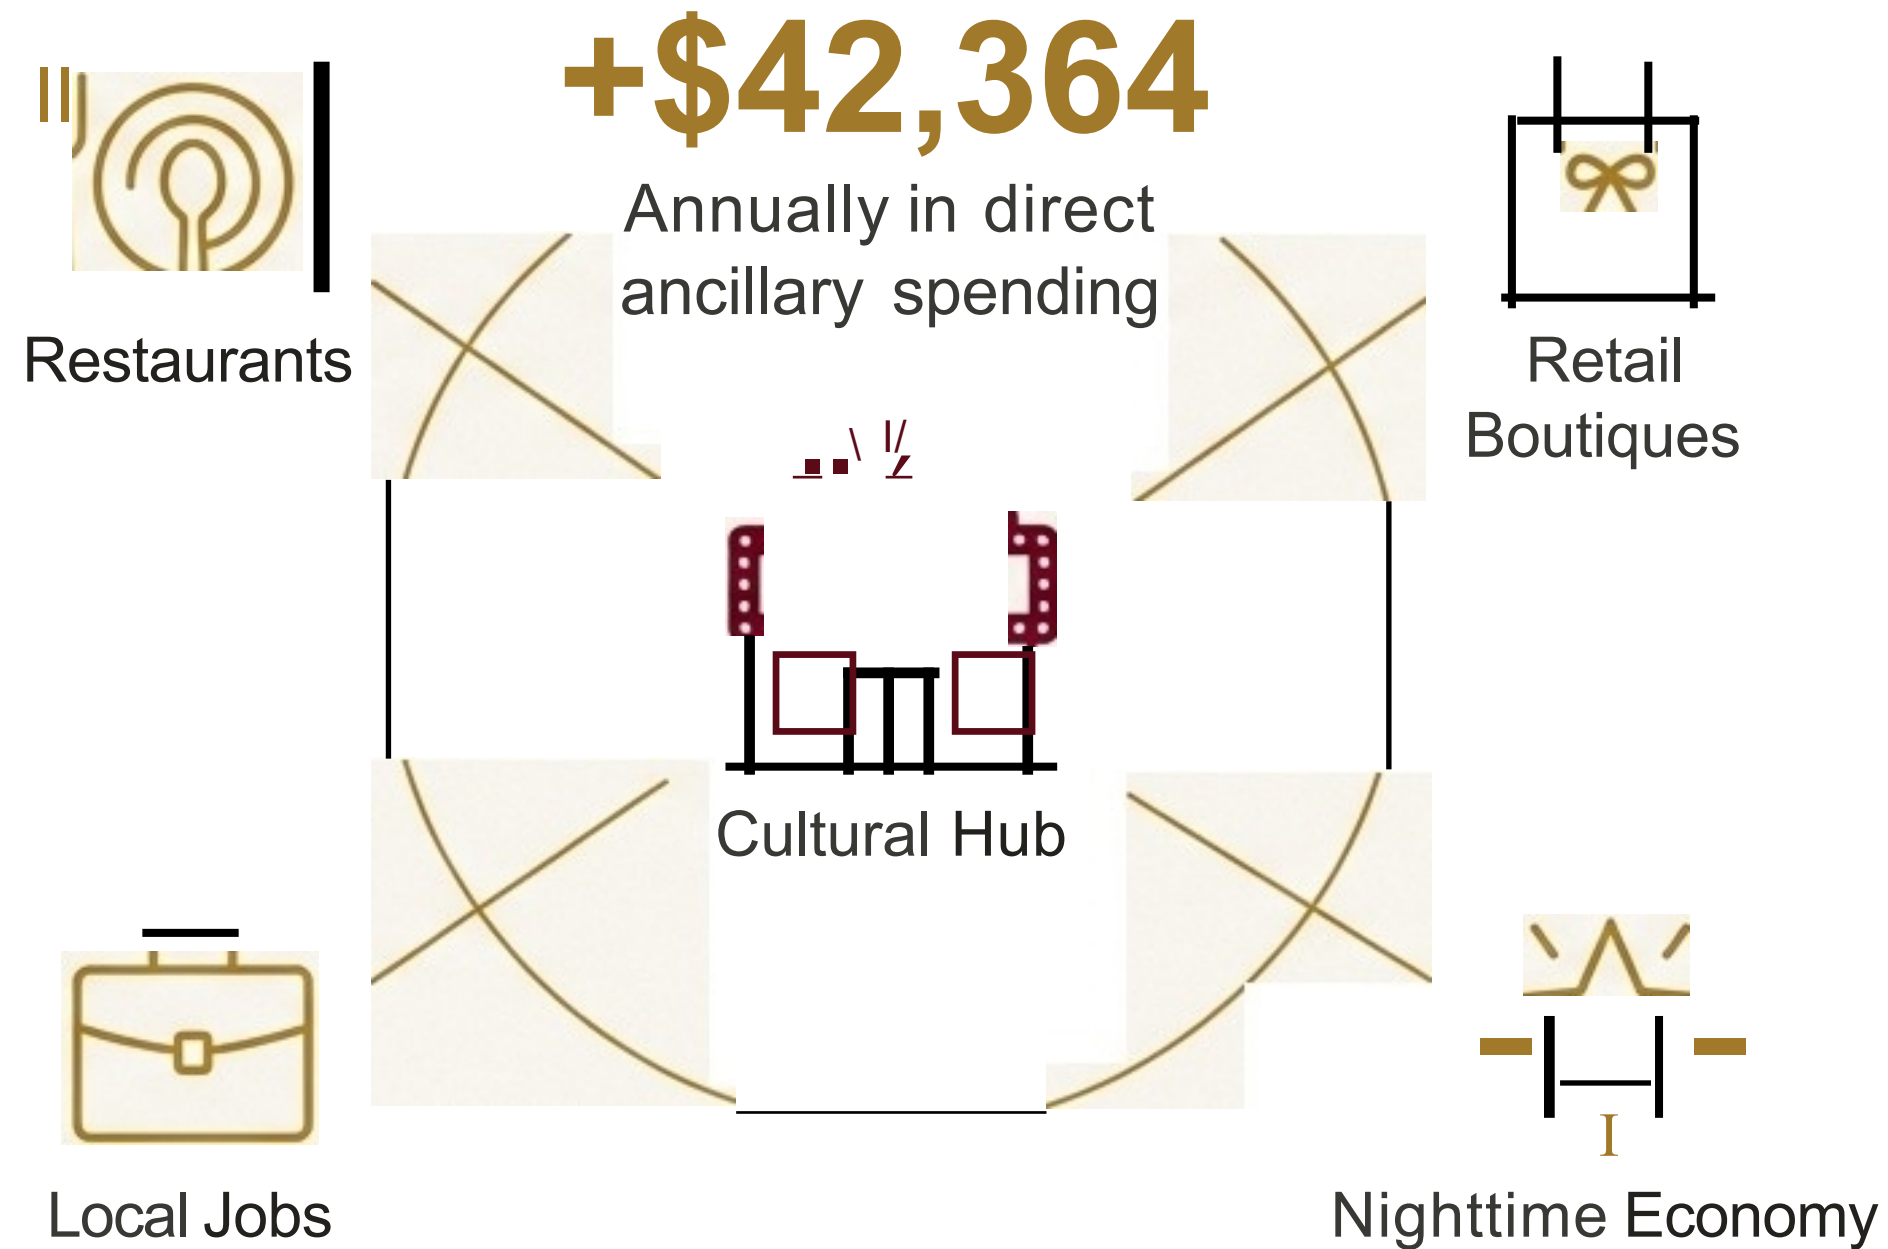 +$42,364
Annually in direct
ancillary spending
Restaurants
Retail
Boutiques
Cultural Hub
Local Jobs
Nighttime Economy